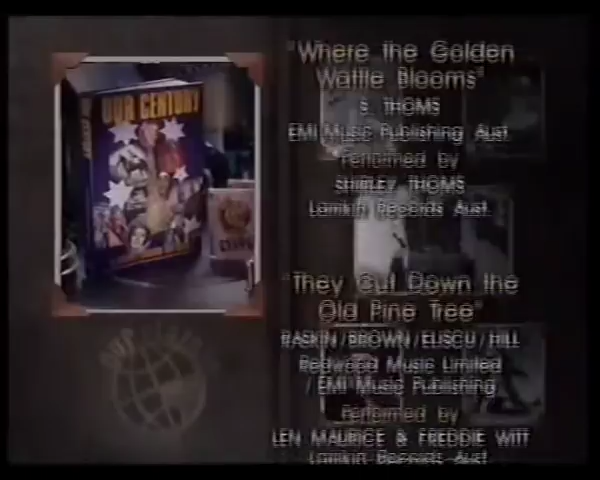 OUR CENTURY
"Where the Golden
Wattle Blooms"
S. THOMS
EMI Music Publishing Aust.
Performed by
SHIRLEY THOMS
Larrikin Records Aust.
"They Cut Down the
Old Pine Tree"
RASKIN / BROWN / ELISCU / HILL
Redwood Music Limited
/ EMI Music Publishing
Performed by
LEN MAURICE & FREDDIE WITT
Larrikin Records Aust.
OUR